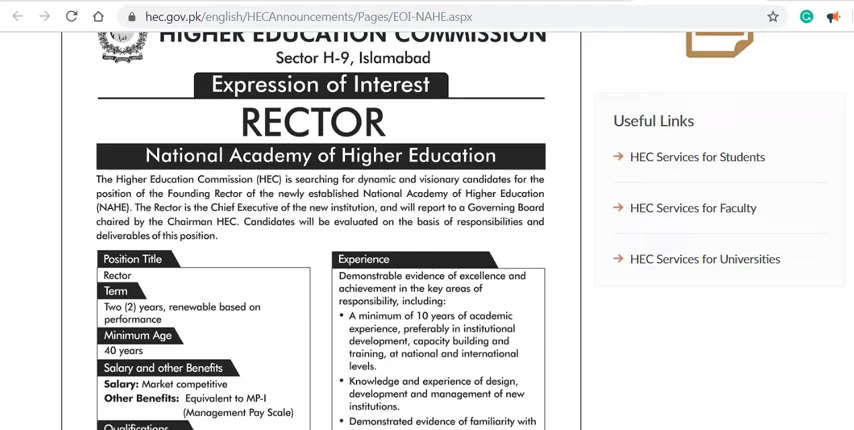 hec.gov.pk/english/HECAnnouncements/Pages/EOI-NAHE.aspx
HIGHER EDUCATION COMMISSION
Sector H-9, Islamabad
Expression of Interest
RECTOR
National Academy of Higher Education
The Higher Education Commission (HEC) is searching for dynamic and visionary candidates for the
position of the Founding Rector of the newly established National Academy of Higher Education
(NAHE). The Rector is the Chief Executive of the new institution, and will report to a Governing Board
chaired by the Chairman HEC. Candidates will be evaluated on the basis of responsibilities and
deliverables of this position.
Position Title
Rector
Term
Two (2) years, renewable based on
performance
Minimum Age
40 years
Salary and other Benefits
Salary: Market competitive
Other Benefits: Equivalent to MP-I
(Management Pay Scale)
Qualifications
Experience
Demonstrable evidence of excellence and
achievement in the key areas of
responsibility, including:
• A minimum of 10 years of academic
experience, preferably in institutional
development, capacity building and
training, at national and international
levels.
• Knowledge and experience of design,
development and management of new
institutions.
• Demonstrated evidence of familiarity with
Useful Links
HEC Services for Students
HEC Services for Faculty
HEC Services for Universities